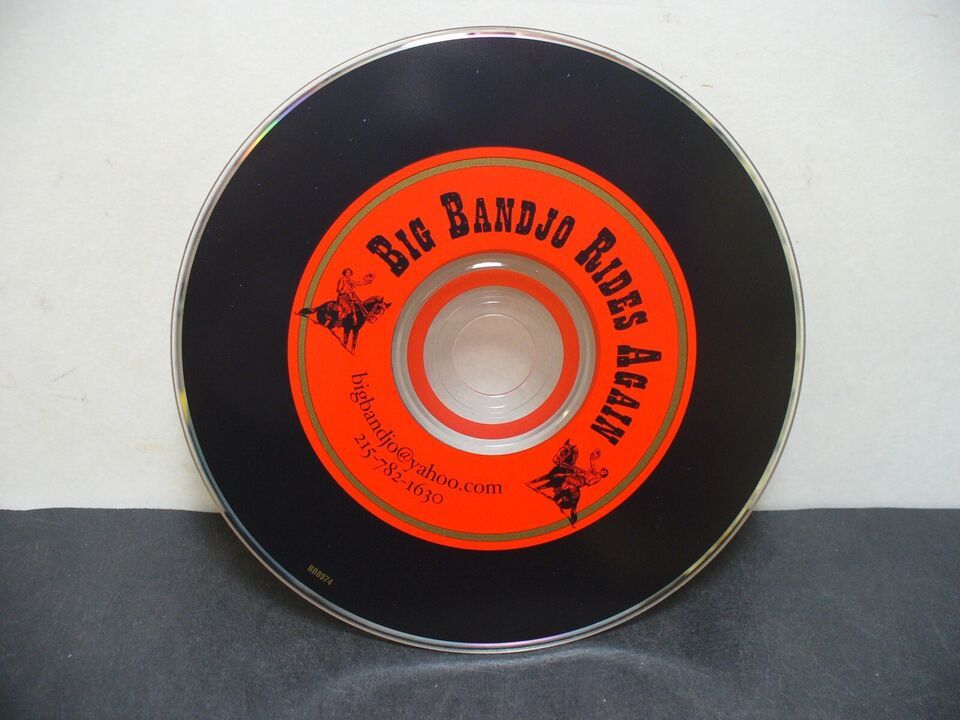 BIG BANDJO RIDES AGAIN
bigbandjo@yahoo.com
215-782-1630
BB8974